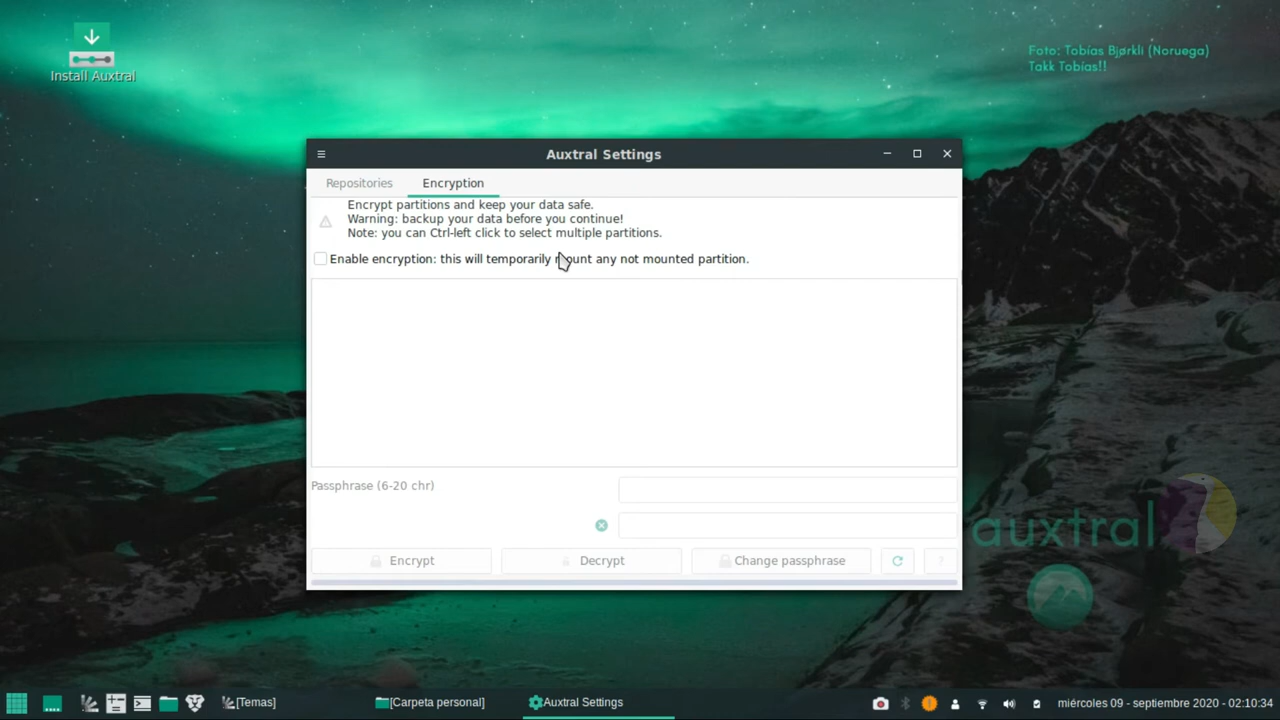 Install Auxtral
Foto: Tobías Bjørkli (Noruega)
Takk Tobías!!
Auxtral Settings
Repositories
Encryption
Encrypt partitions and keep your data safe.
Warning: backup your data before you continue!
Note: you can Ctrl-left click to select multiple partitions.
Enable encryption: this will temporarily mount any not mounted partition.
Passphrase (6-20 chr)
Encrypt
Decrypt
Change passphrase
?
auxtral
[Temas]
[Carpeta personal]
Auxtral Settings
miércoles 09 - septiembre 2020 - 02:10:34